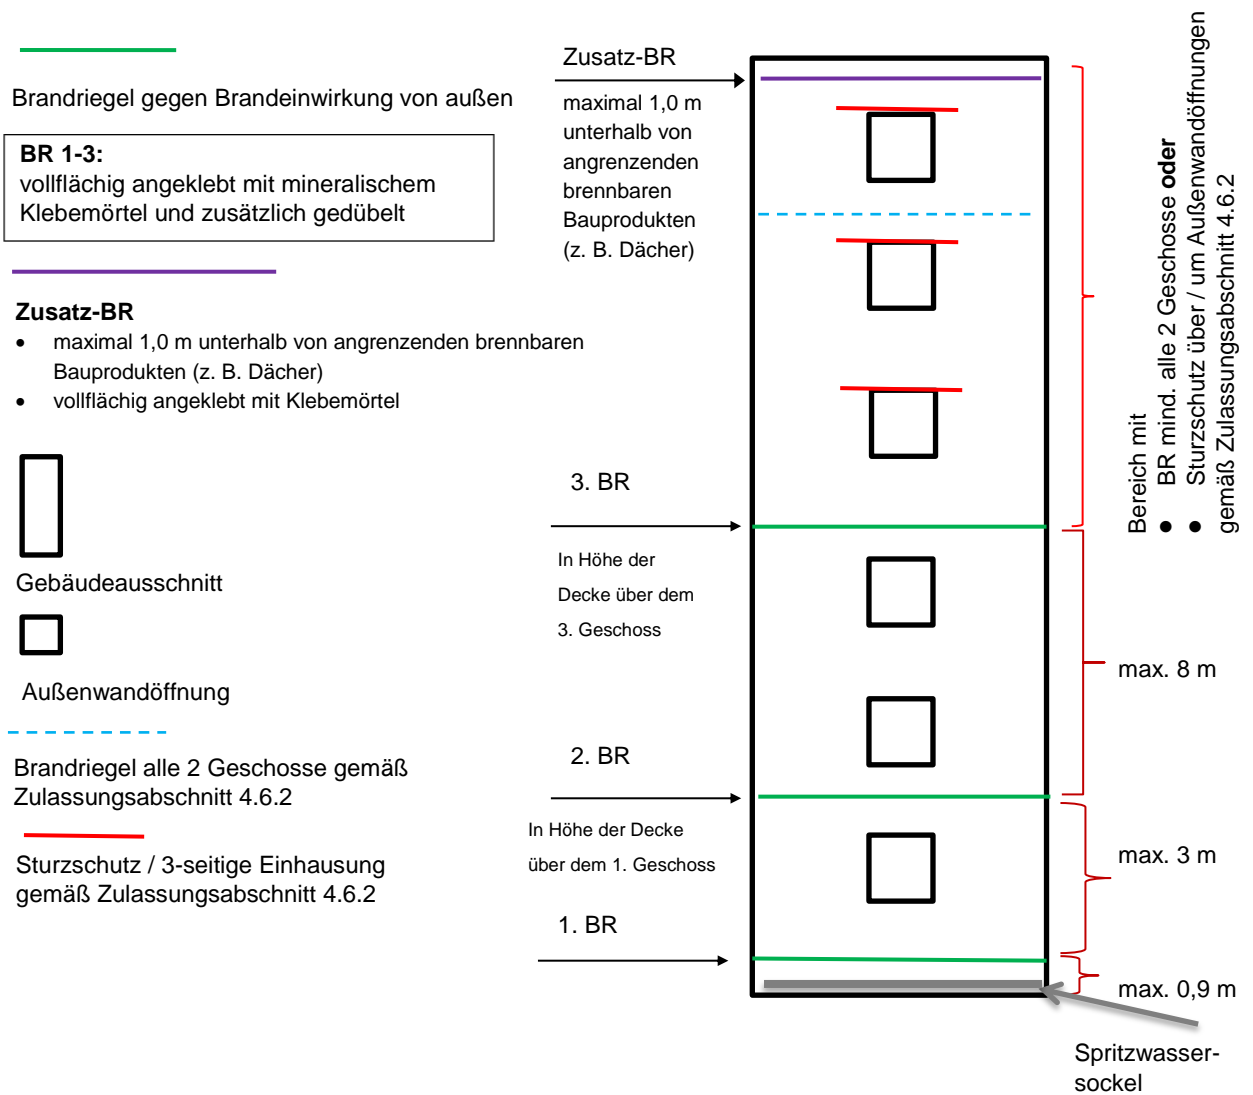 Brandriegel gegen Brandeinwirkung von außen
BR 1-3:
vollflächig angeklebt mit mineralischem
Klebemörtel und zusätzlich gedübelt
Zusatz-BR
• maximal 1,0 m unterhalb von angrenzenden brennbaren
Bauprodukten (z. B. Dächer)
• vollflächig angeklebt mit Klebemörtel
Gebäudeausschnitt
Außenwandöffnung
Brandriegel alle 2 Geschosse gemäß
Zulassungsabschnitt 4.6.2
Sturzschutz / 3-seitige Einhausung
gemäß Zulassungsabschnitt 4.6.2
Zusatz-BR
maximal 1,0 m
unterhalb von
angrenzenden
brennbaren
Bauprodukten
(z. B. Dächer)
3. BR
In Höhe der
Decke über dem
3. Geschoss
2. BR
In Höhe der Decke
über dem 1. Geschoss
1. BR
Bereich mit
● BR mind. alle 2 Geschosse oder
● Sturzschutz über / um Außenwandöffnungen
gemäß Zulassungsabschnitt 4.6.2
max. 8 m
max. 3 m
max. 0,9 m
Spritzwasser-
sockel